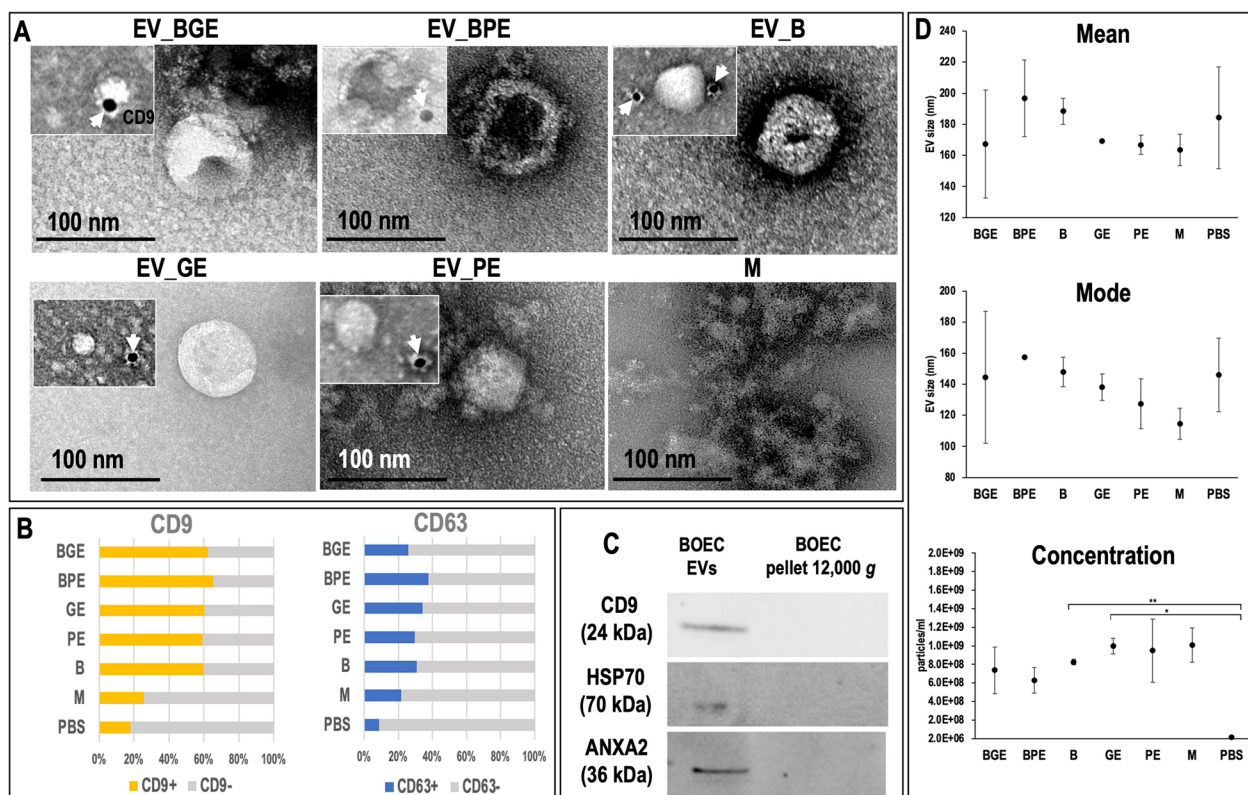 A
EV_BGE
EV_BPE
EV_B
CD9
100 nm
100 nm
100 nm
EV_GE
EV_PE
M
100 nm
100 nm
100 nm
B
CD9
BGE
BPE
GE
PE
B
M
PBS
0% 20% 40% 60% 80% 100%
CD9+ CD9-
CD63
BGE
BPE
GE
PE
B
M
PBS
0% 20% 40% 60% 80% 100%
CD63+ CD63-
C
BOEC
EVs
BOEC
pellet 12,000 g
CD9
(24 kDa)
HSP70
(70 kDa)
ANXA2
(36 kDa)
D
Mean
EV size (nm)
240
220
200
180
160
140
120
BGE BPE B GE PE M PBS
Mode
EV size (nm)
200
180
160
140
120
100
80
BGE BPE B GE PE M PBS
Concentration
particles/ml
2.0E+09
1.8E+09
1.6E+09
1.4E+09
1.2E+09
1.0E+09
8.0E+08
6.0E+08
4.0E+08
2.0E+08
2.0E+06
**
*
BGE BPE B GE PE M PBS